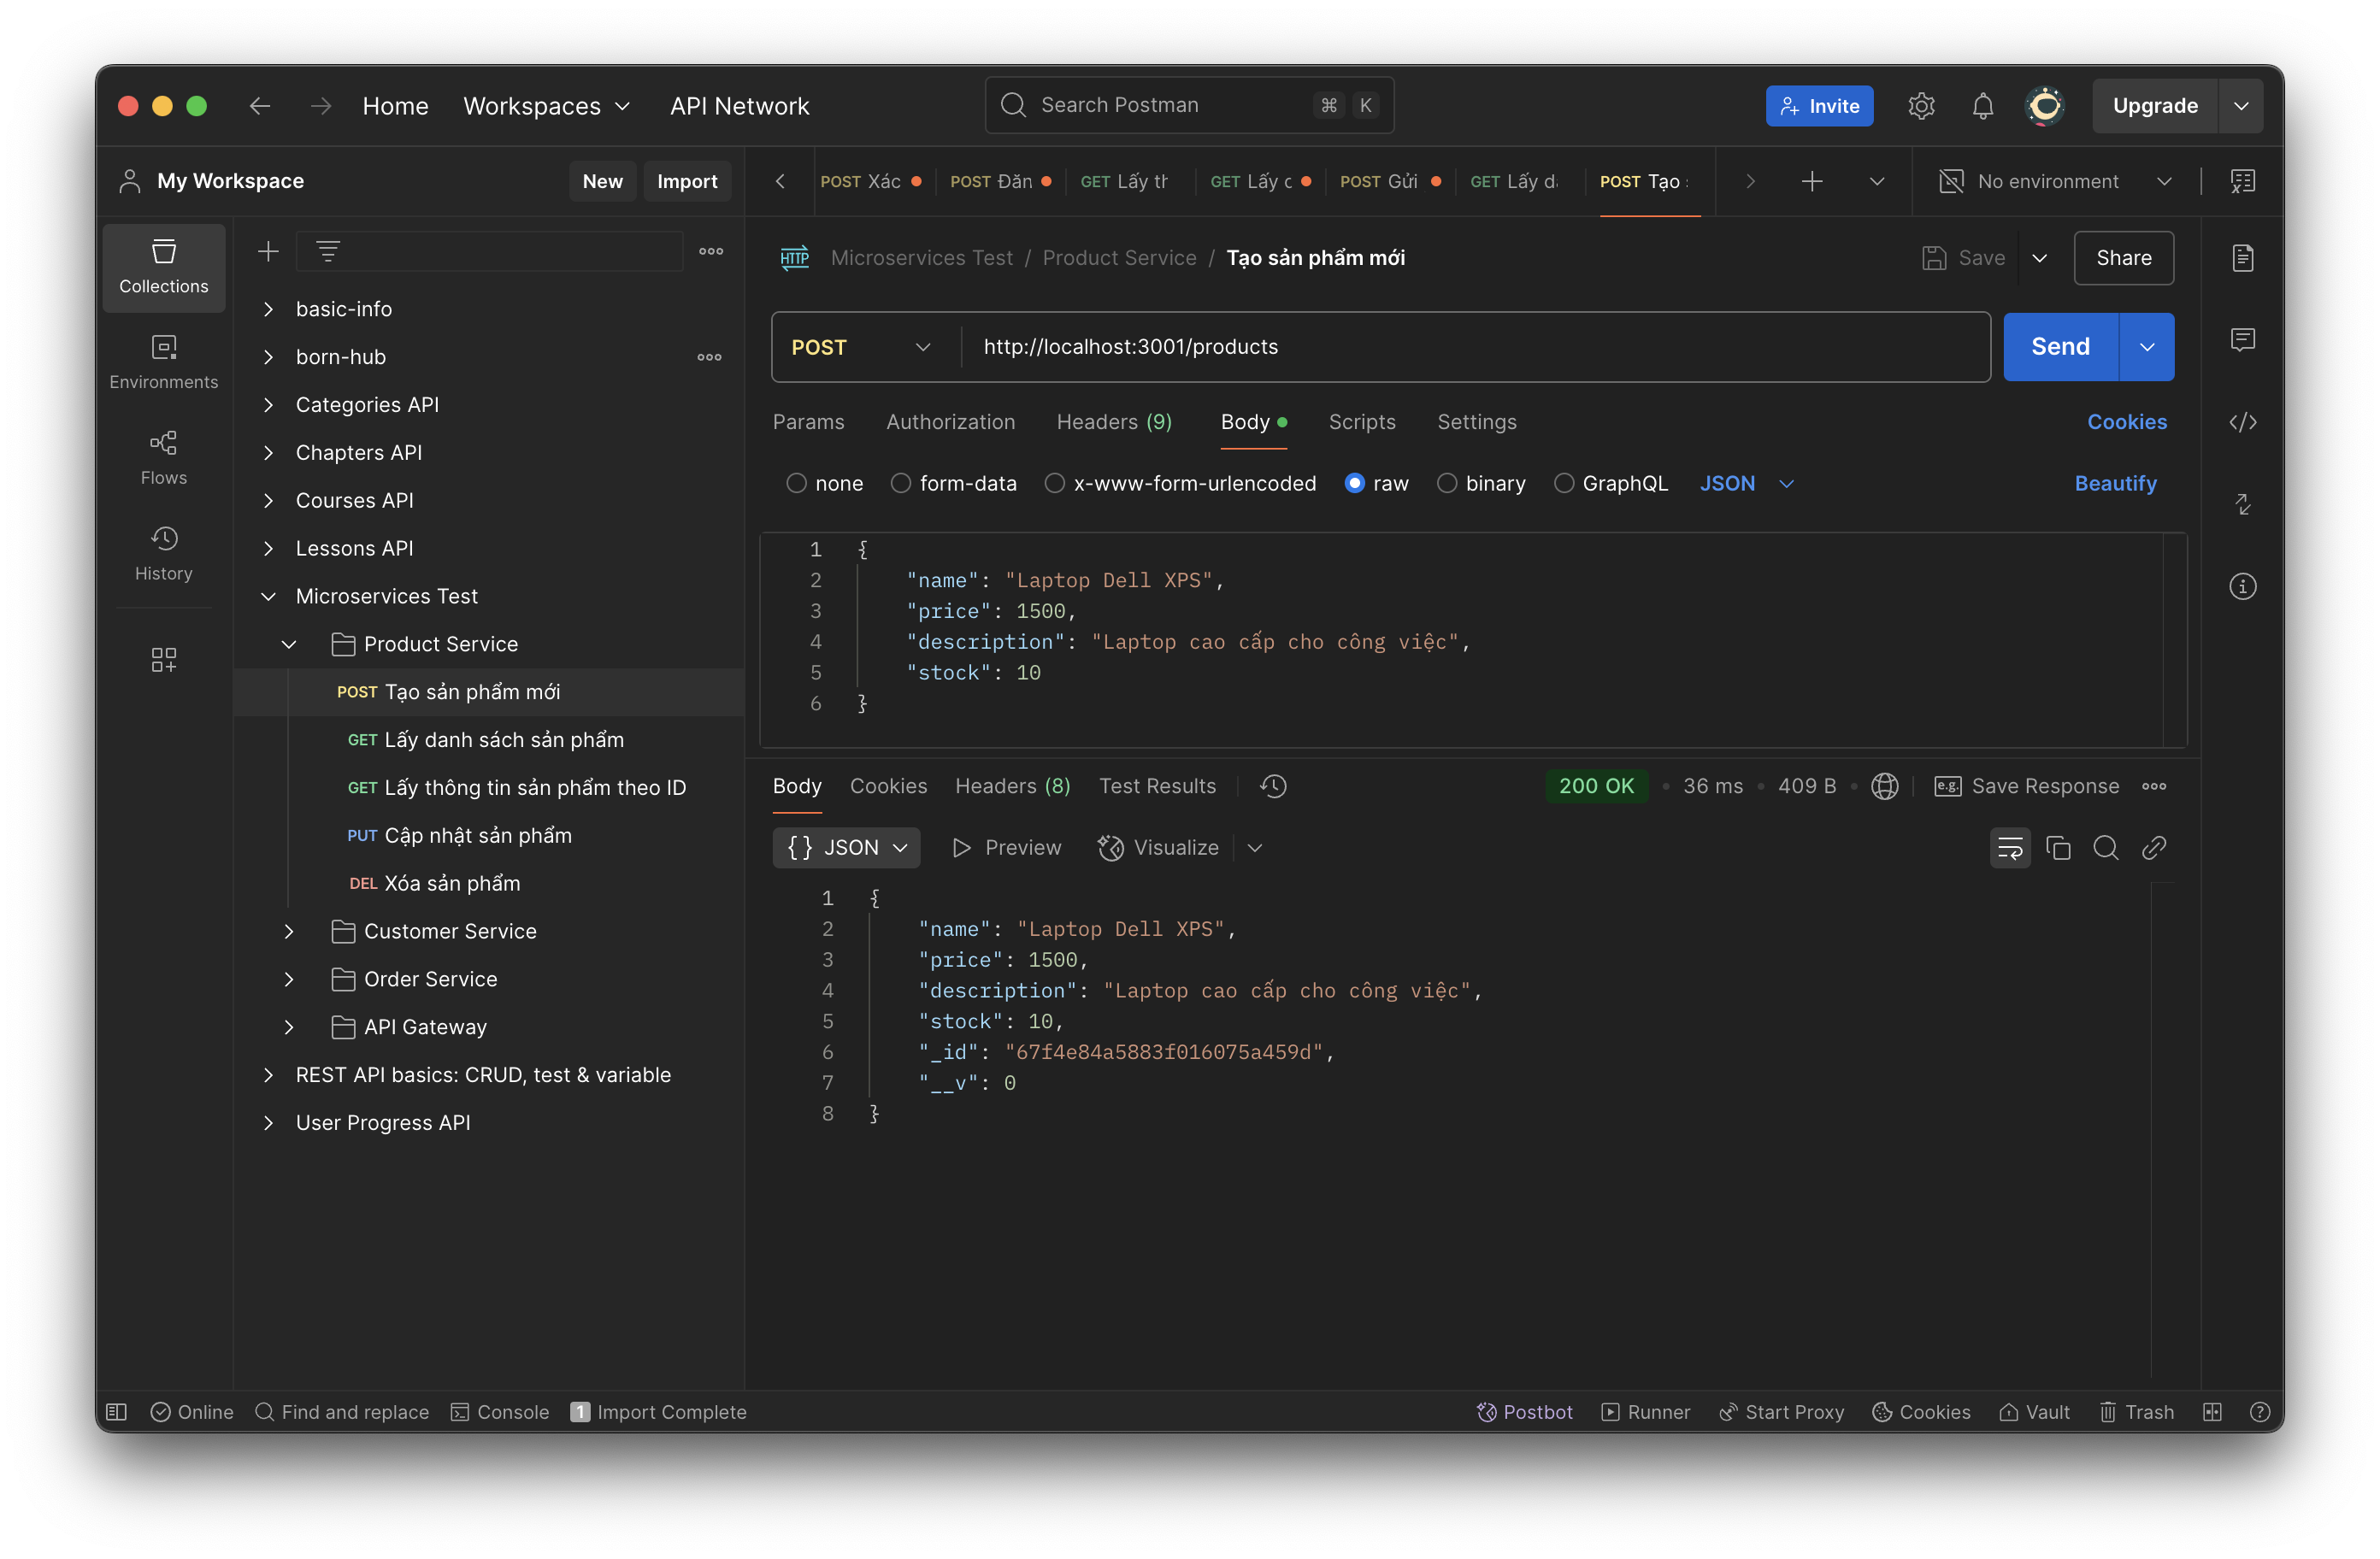 Home Workspaces API Network Search Postman ⌘ K Invite Upgrade
My Workspace New Import POST Xác POST Đăn GET Lấy th GET Lấy c POST Gửi GET Lấy d POST Tạo No environment
Collections
Environments
Flows
History
basic-info
born-hub
Categories API
Chapters API
Courses API
Lessons API
Microservices Test
Product Service
POST Tạo sản phẩm mới
GET Lấy danh sách sản phẩm
GET Lấy thông tin sản phẩm theo ID
PUT Cập nhật sản phẩm
DEL Xóa sản phẩm
Customer Service
Order Service
API Gateway
REST API basics: CRUD, test & variable
User Progress API
HTTP Microservices Test / Product Service / Tạo sản phẩm mới Save Share
POST http://localhost:3001/products Send
Params Authorization Headers (9) Body Scripts Settings Cookies
none form-data x-www-form-urlencoded raw binary GraphQL JSON Beautify
1 {
2 "name": "Laptop Dell XPS",
3 "price": 1500,
4 "description": "Laptop cao cấp cho công việc",
5 "stock": 10
6 }
Body Cookies Headers (8) Test Results 200 OK • 36 ms • 409 B • e.g. Save Response
{} JSON Preview Visualize
1 {
2 "name": "Laptop Dell XPS",
3 "price": 1500,
4 "description": "Laptop cao cấp cho công việc",
5 "stock": 10,
6 "_id": "67f4e84a5883f016075a459d",
7 "__v": 0
8 }
Online Find and replace Console 1 Import Complete Postbot Runner Start Proxy Cookies Vault Trash